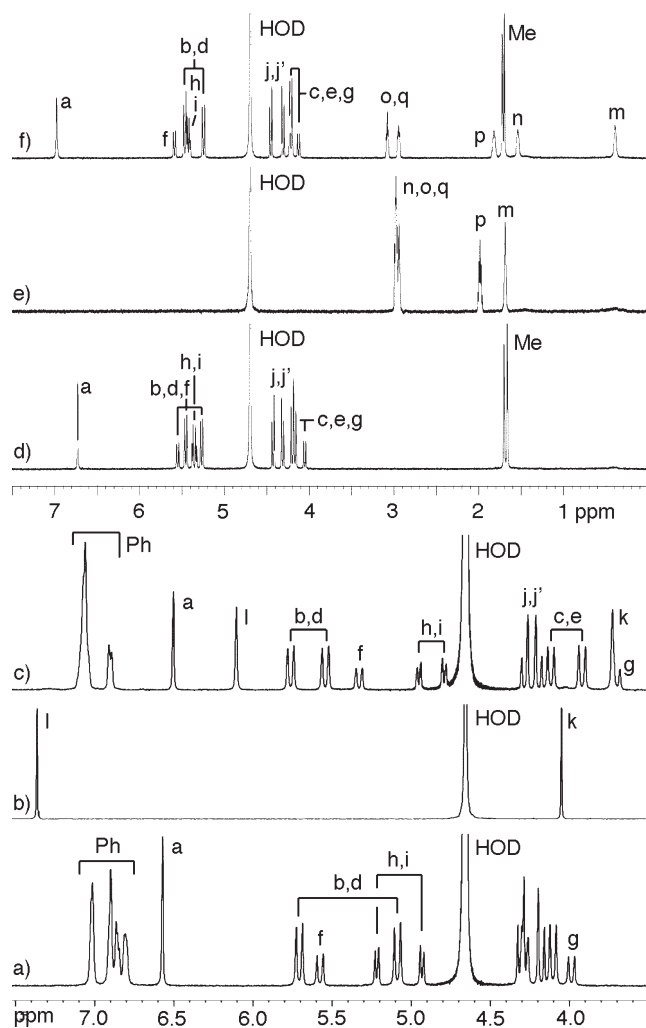 HOD
Me
b,d
h
i
j,j’
c,e,g
o,q
a
f
p
n
m
f)
HOD
n,o,q
p
m
e)
HOD
Me
h,i
b,d,f
j,j’
c,e,g
a
d)
7 6 5 4 3 2 1 ppm
Ph
HOD
a
l
b,d
f
h,i
j,j’
c,e
k
g
c)
l
HOD
k
b)
Ph
a
HOD
h,i
b,d
f
g
a)
ppm 7.0 6.5 6.0 5.5 5.0 4.5 4.0